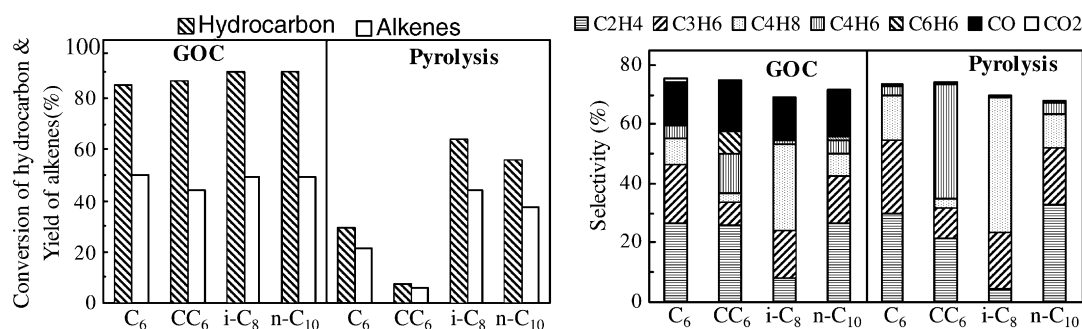 Hydrocarbon Alkenes
Conversion of hydrocarbon &
Yield of alkenes(%)
100
80
60
40
20
0
GOC
Pyrolysis
C6 CC6 i-C8 n-C10 C6 CC6 i-C8 n-C10
C2H4 C3H6 C4H8 C4H6 C6H6 CO CO2
Selectivity (%)
80
60
40
20
0
GOC
Pyrolysis
C6 CC6 i-C8 n-C10 C6 CC6 i-C8 n-C10